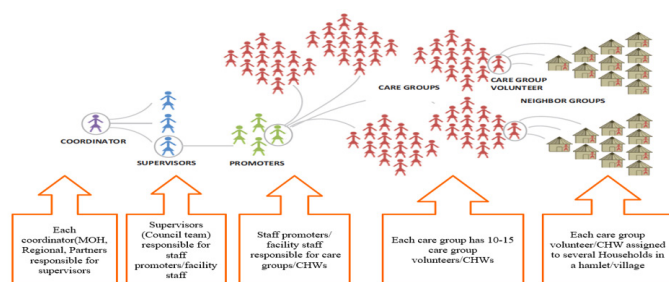 CARE GROUPS
CARE GROUP
VOLUNTEER
NEIGHBOR GROUPS
COORDINATOR
SUPERVISORS
PROMOTERS
Each
coordinator(MOH,
Regional, Partners
responsible for
supervisors
Supervisors
(Council team)
responsible for
staff
promoters/facility
staff
Staff promoters/
facility staff
responsible for care
groups/CHWs
Each care group has 10-15
care group
volunteers/CHWs
Each care group
volunteer/CHW assigned
to several Households in
a hamlet/village